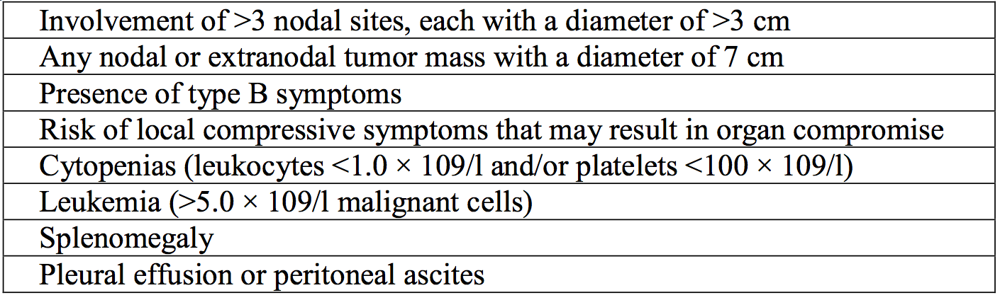 Involvement of >3 nodal sites, each with a diameter of >3 cm
Any nodal or extranodal tumor mass with a diameter of 7 cm
Presence of type B symptoms
Risk of local compressive symptoms that may result in organ compromise
Cytopenias (leukocytes <1.0 × 109/l and/or platelets <100 × 109/l)
Leukemia (>5.0 × 109/l malignant cells)
Splenomegaly
Pleural effusion or peritoneal ascites